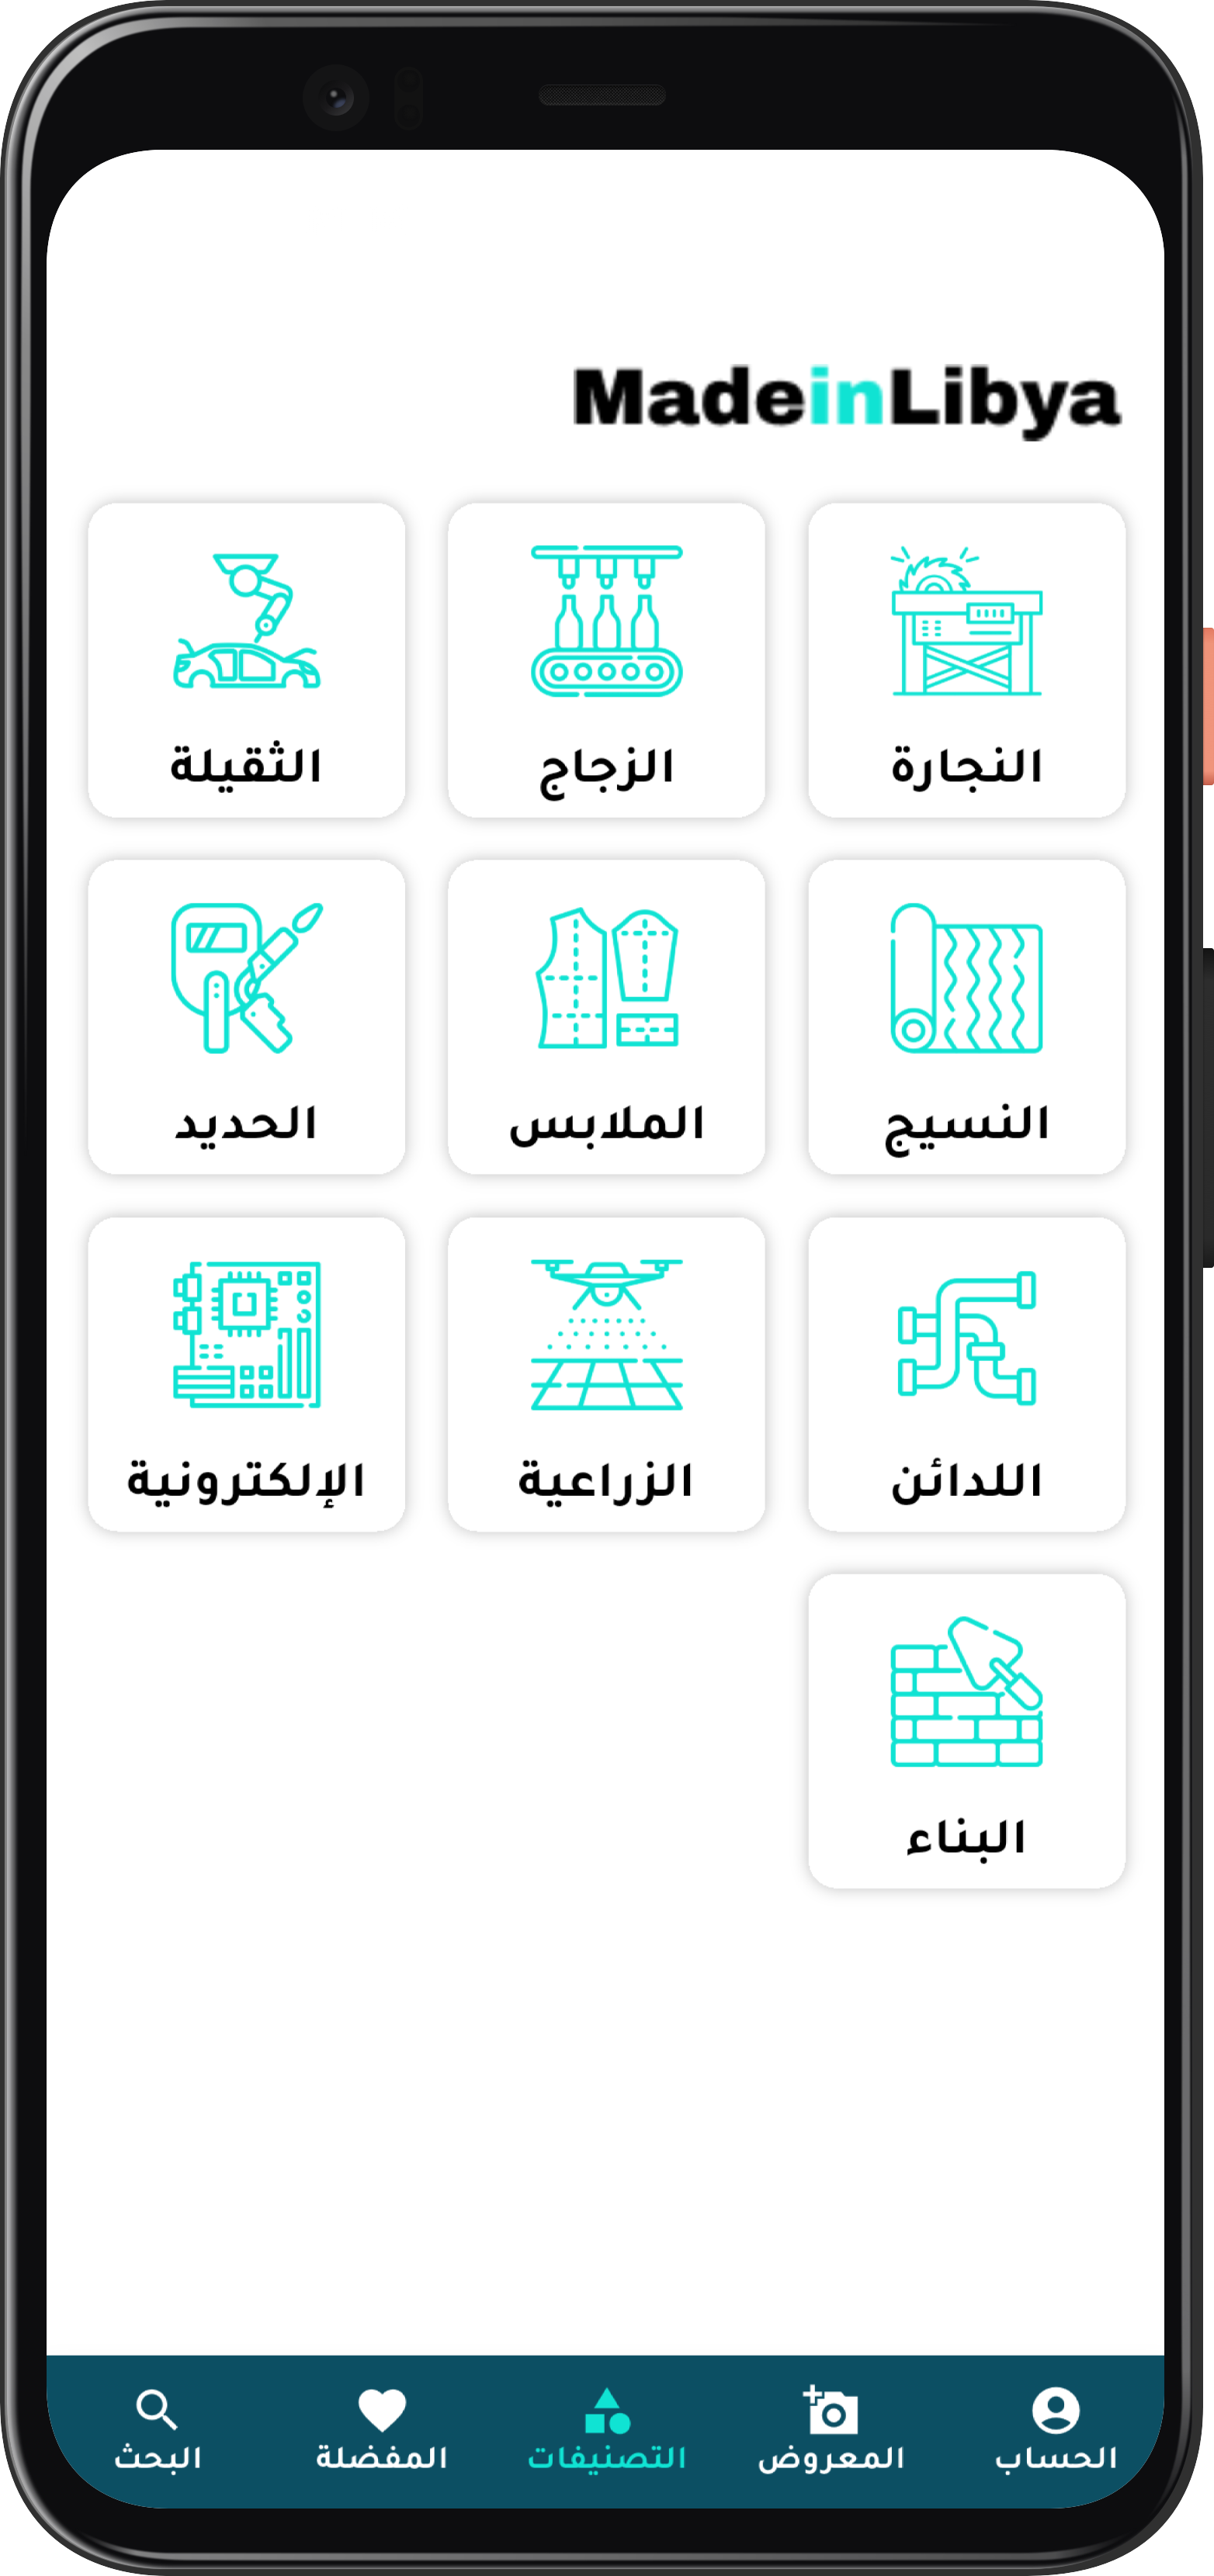 MadeinLibya
النجارة
الزجاج
الثقيلة
النسيج
الملابس
الحديد
اللدائن
الزراعية
الإلكترونية
البناء
الحساب
المعروض
التصنيفات
المفضلة
البحث